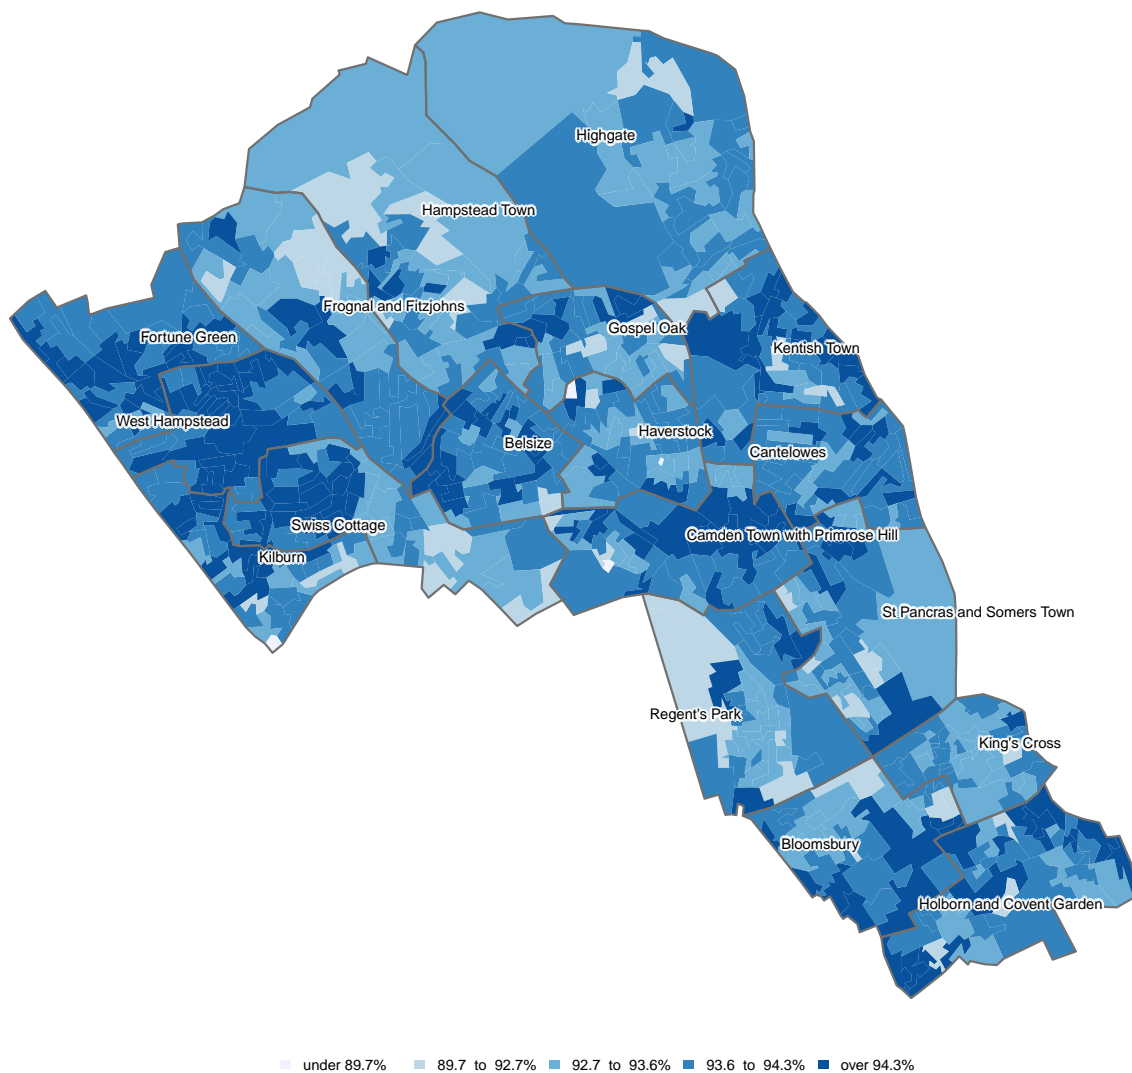 Highgate
Hampstead Town
Frognal and Fitzjohns
Gospel Oak
Fortune Green
Kentish Town
West Hampstead
Haverstock
Belsize
Cantelowes
Swiss Cottage
Camden Town with Primrose Hill
Kilburn
St Pancras and Somers Town
Regent's Park
King's Cross
Bloomsbury
Holborn and Covent Garden
under 89.7% 89.7 to 92.7% 92.7 to 93.6% 93.6 to 94.3% over 94.3%